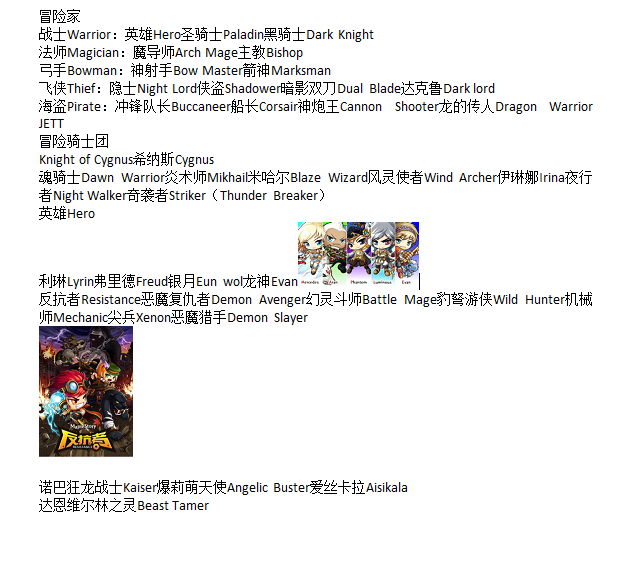 冒险家
战士Warrior：英雄Hero圣骑士Paladin黑骑士Dark Knight
法师Magician：魔导师Arch Mage主教Bishop
弓手Bowman：神射手Bow Master箭神Marksman
飞侠Thief：隐士Night Lord侠盗Shadower暗影双刀Dual Blade达克鲁Dark lord
海盗Pirate：冲锋队长Buccaneer船长Corsair神炮王Cannon Shooter龙的传人Dragon Warrior
JETT
冒险骑士团
Knight of Cygnus希纳斯Cygnus
魂骑士Dawn Warrior炎术师Mikhail米哈尔Blaze Wizard风灵使者Wind Archer伊琳娜Irina夜行
者Night Walker奇袭者Striker（Thunder Breaker）
英雄Hero
利琳Lyrin弗里德Freud银月Eun wol龙神Evan
Mercedes Phantom Luminous Evan
反抗者Resistance恶魔复仇者Demon Avenger幻灵斗师Battle Mage豹弩游侠Wild Hunter机械
师Mechanic尖兵Xenon恶魔猎手Demon Slayer
MapleStory
反抗者
RESISTANCE
诺巴狂龙战士Kaiser爆莉萌天使Angelic Buster爱丝卡拉Aisikala
达恩维尔林之灵Beast Tamer